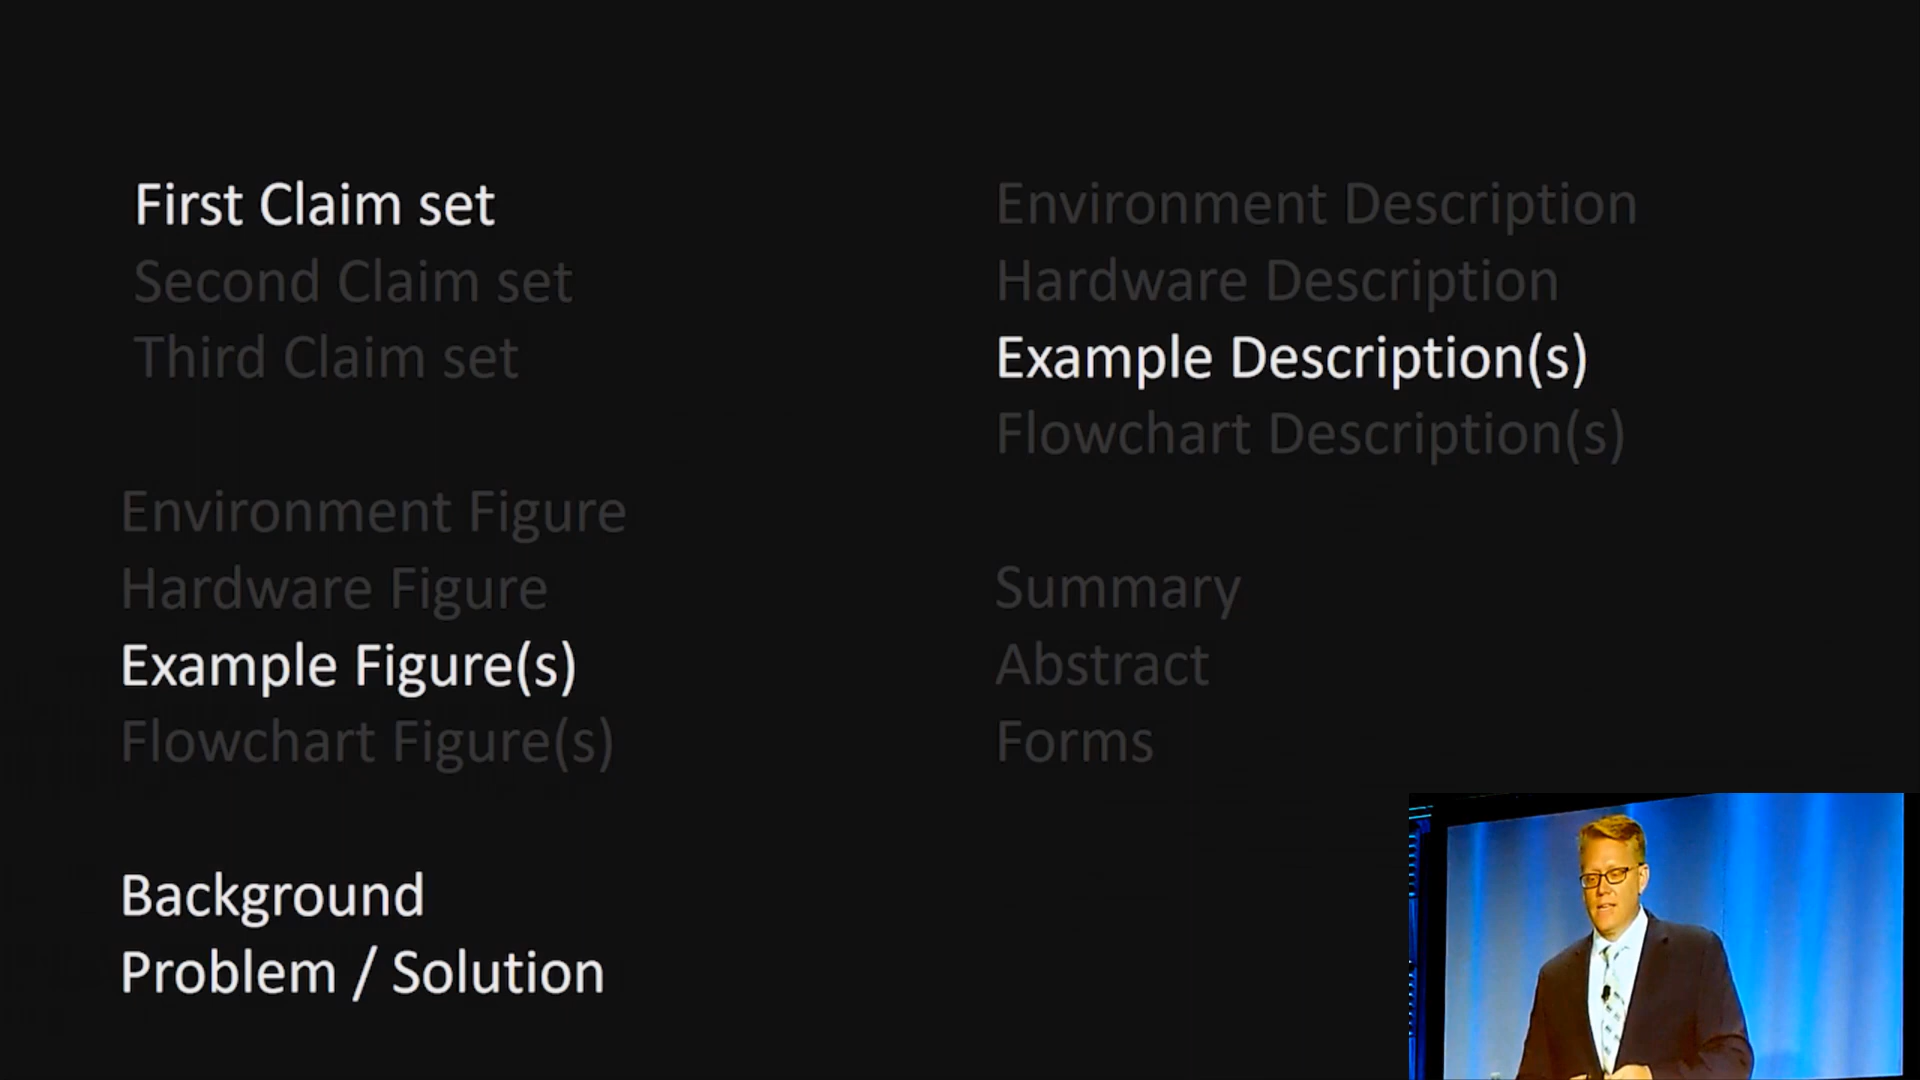 First Claim set
Second Claim set
Third Claim set
Environment Figure
Hardware Figure
Example Figure(s)
Flowchart Figure(s)
Background
Problem / Solution
Environment Description
Hardware Description
Example Description(s)
Flowchart Description(s)
Summary
Abstract
Forms